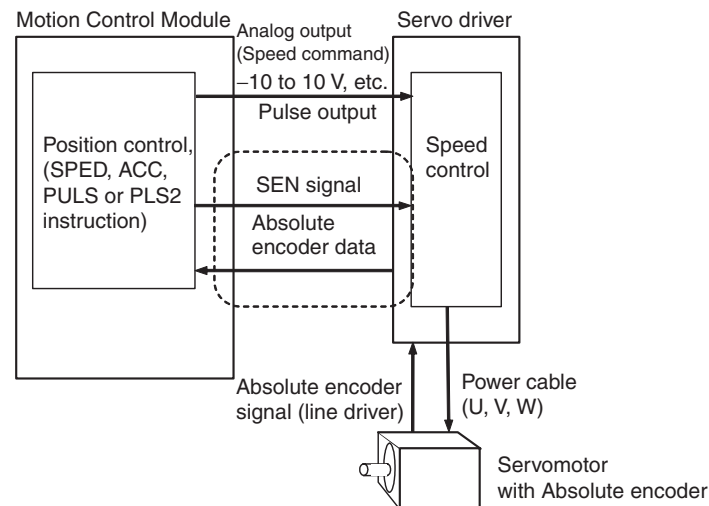 Motion Control Module
Servo driver
Analog output
(Speed command)
−10 to 10 V, etc.
Pulse output
Position control,
(SPED, ACC,
PULS or PLS2
instruction)
Speed
control
SEN signal
Absolute
encoder data
Absolute encoder
signal (line driver)
Power cable
(U, V, W)
Servomotor
with Absolute encoder